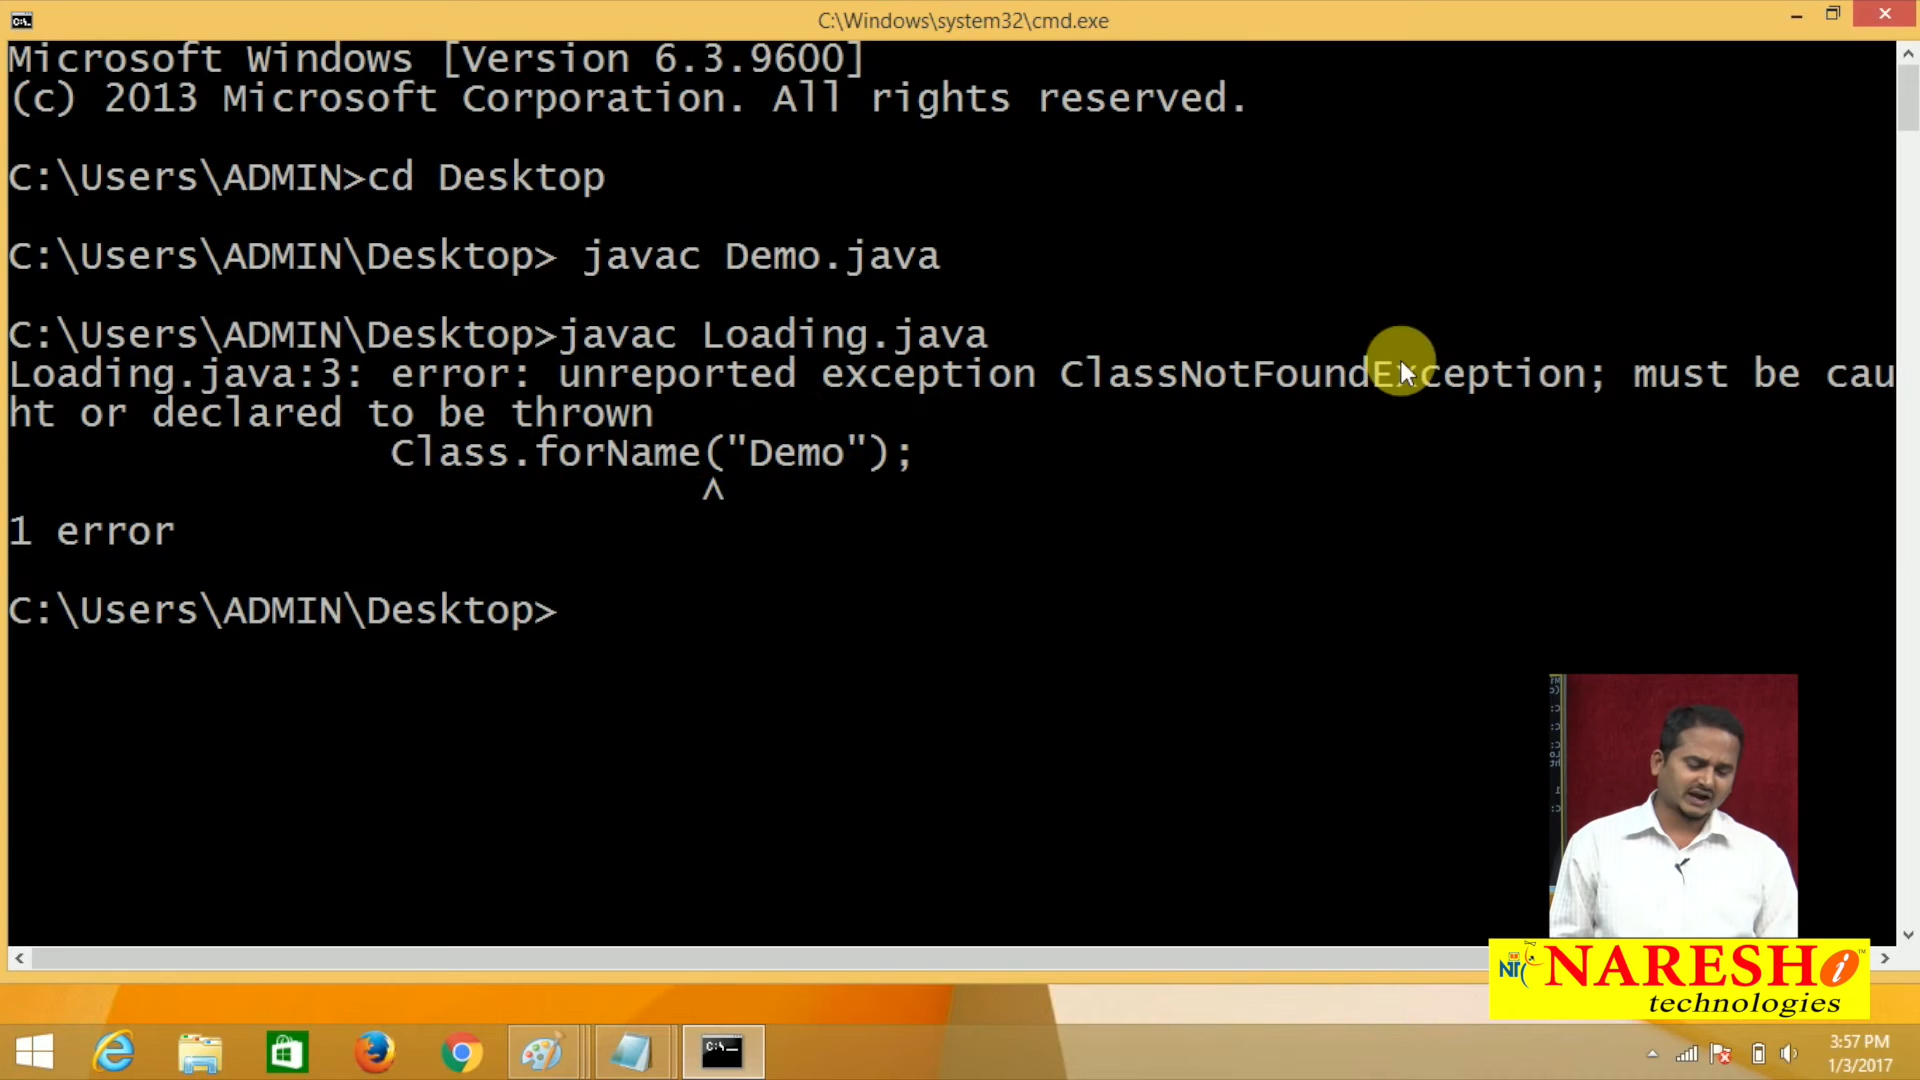 C:\Windows\system32\cmd.exe
Microsoft Windows [Version 6.3.9600]
(c) 2013 Microsoft Corporation. All rights reserved.
C:\Users\ADMIN>cd Desktop
C:\Users\ADMIN\Desktop> javac Demo.java
C:\Users\ADMIN\Desktop>javac Loading.java
Loading.java:3: error: unreported exception ClassNotFoundException; must be cau
ht or declared to be thrown
Class.forName("Demo");
^
1 error
C:\Users\ADMIN\Desktop>
NARESH i
technologies
3:57 PM
1/3/2017